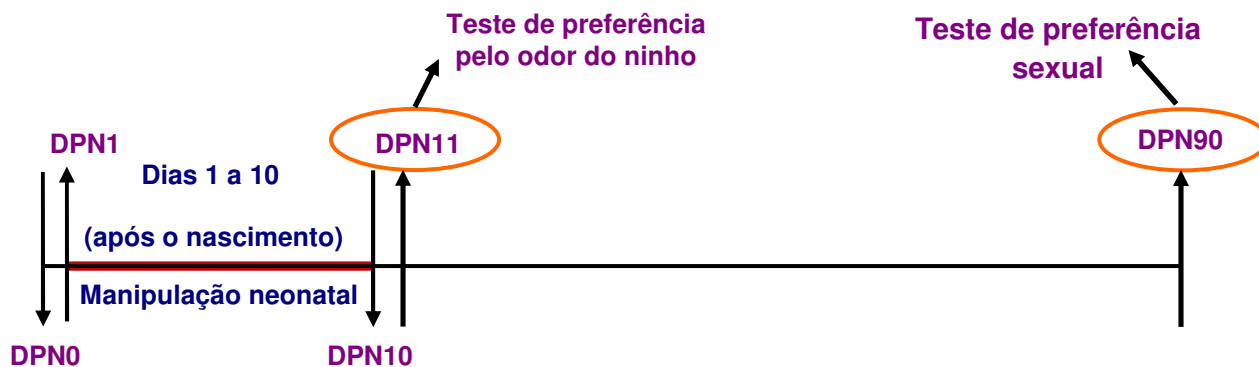 Teste de preferência
pelo odor do ninho
Teste de preferência
sexual
DPN1
DPN11
DPN90
Dias 1 a 10
(após o nascimento)
Manipulação neonatal
DPN0
DPN10